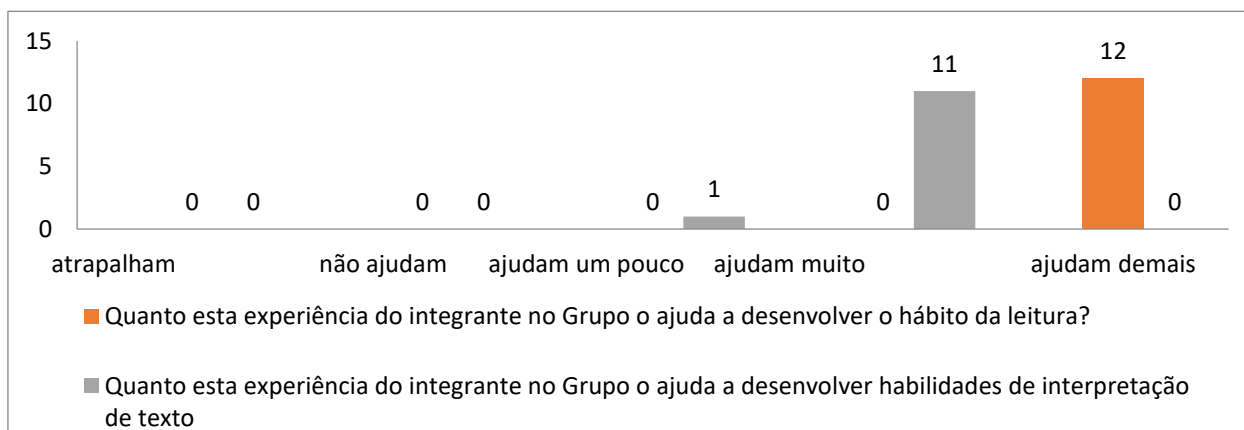 15
10
5
0
0
0
0
0
0
1
0
11
12
0
atrapalham
não ajudam
ajudam um pouco
ajudam muito
ajudam demais
Quanto esta experiência do integrante no Grupo o ajuda a desenvolver o hábito da leitura?
Quanto esta experiência do integrante no Grupo o ajuda a desenvolver habilidades de interpretação
de texto